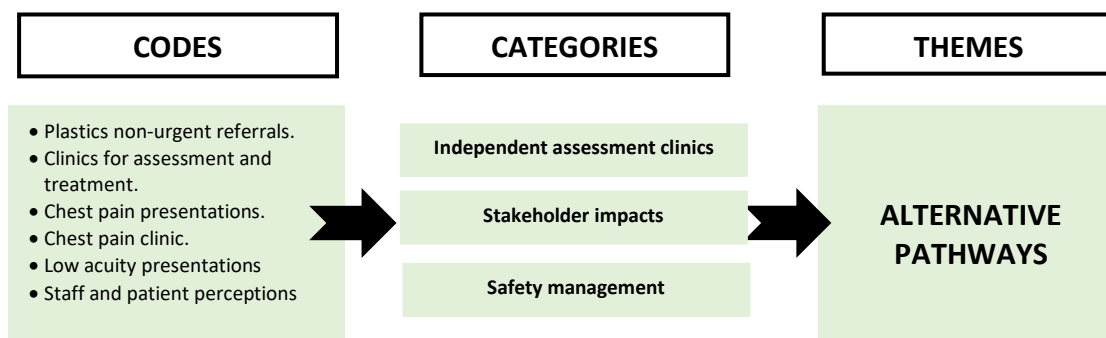 CODES
CATEGORIES
THEMES
• Plastics non-urgent referrals.
• Clinics for assessment and
treatment.
• Chest pain presentations.
• Chest pain clinic.
• Low acuity presentations
• Staff and patient perceptions
Independent assessment clinics
Stakeholder impacts
Safety management
ALTERNATIVE
PATHWAYS